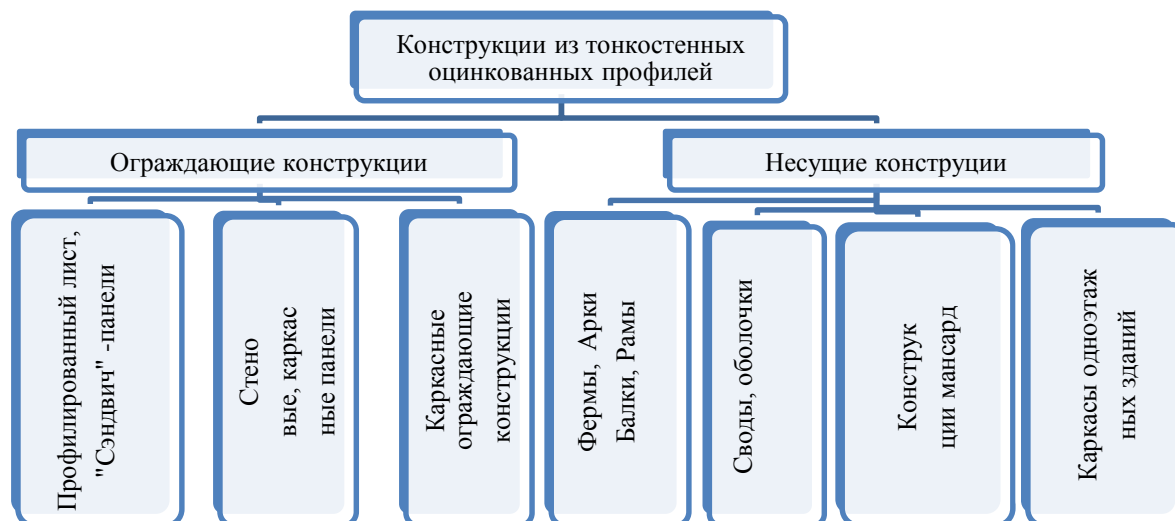 Конструкции из тонкостенных
оцинкованных профилей
Ограждающие конструкции
Несущие конструции
Профилированный лист,
"Сэндвич" -панели
Стено
вые, каркас
ные панели
Каркасные
ограждающие
конструкции
Фермы, Арки
Балки, Рамы
Своды, оболочки
Конструк
ции мансард
Каркасы одноэтаж
ных зданий